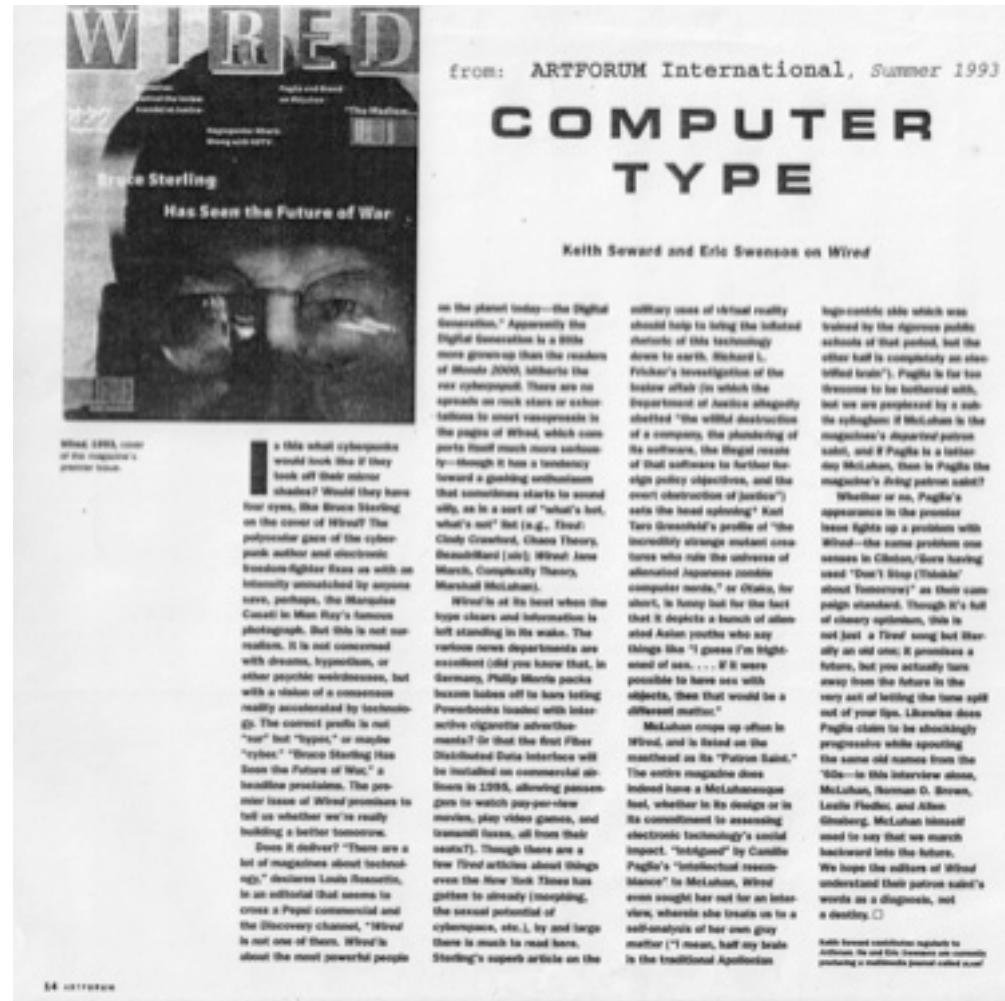 WIRED
"The Medium...
Bruce Sterling
Has Seen the Future of War
from: ARTFORUM International, Summer 1993
COMPUTER
TYPE
Keith Seward and Eric Swenson on Wired
Wired, 1993, cover
of the magazine's
premier issue.
Is this what cyberpunks
would look like if they
took off their mirror
shades? Would they have
four eyes, like Bruce Sterling
on the cover of Wired? The
polyocular gaze of the cyber-
punk author and electronic
freedom-fighter fixes us with an
intensity unmatched by anyone
save, perhaps, the Marquise
Casati in Man Ray's famous
photograph. But this is not sur-
realism. It is not concerned
with dreams, hypnotism, or
other psychic weirdnesses, but
with a vision of a consensus
reality accelerated by technolo-
gy. The correct prefix is not
"sur" but "hyper," or maybe
"cyber." "Bruce Sterling Has
Seen the Future of War," a
headline proclaims. The pre-
mier issue of Wired promises to
tell us whether we're really
building a better tomorrow.
Does it deliver? "There are a
lot of magazines about technol-
ogy," declares Louis Rossetto,
in an editorial that seems to
cross a Pepsi commercial and
the Discovery channel, "Wired
is not one of them. Wired is
about the most powerful people
on the planet today—the Digital
Generation." Apparently the
Digital Generation is a little
more grown-up than the readers
of Mondo 2000, hitherto the
vox cyberpopuli. There are no
spreads on rock stars or exhor-
tations to snort vasopressin in
the pages of Wired, which com-
ports itself much more serious-
ly—though it has a tendency
toward a gushing enthusiasm
that sometimes starts to sound
silly, as in a sort of "what's hot,
what's not" list (e.g., Tired:
Cindy Crawford, Chaos Theory,
Beaudrillard [sic]; Wired: Jane
March, Complexity Theory,
Marshall McLuhan).
Wired is at its best when the
hype clears and information is
left standing in its wake. The
various news departments are
excellent (did you know that, in
Germany, Philip Morris packs
buxom babes off to bars toting
Powerbooks loaded with inter-
active cigarette advertise-
ments? Or that the first Fiber
Distributed Data Interface will
be installed on commercial air-
liners in 1995, allowing passen-
gers to watch pay-per-view
movies, play video games, and
transmit faxes, all from their
seats?). Though there are a
few Tired articles about things
even the New York Times has
gotten to already (morphing,
the sexual potential of
cyberspace, etc.), by and large
there is much to read here.
Sterling's superb article on the
military uses of virtual reality
should help to bring the inflated
rhetoric of this technology
down to earth. Richard L.
Fricker's investigation of the
Inslaw affair (in which the
Department of Justice allegedly
abetted "the willful destruction
of a company, the plundering of
its software, the illegal resale
of that software to further for-
eign policy objectives, and the
overt obstruction of justice")
sets the head spinning. Karl
Taro Greenfeld's profile of "the
incredibly strange mutant crea-
tures who rule the universe of
alienated Japanese zombie
computer nerds," or Otaku, for
short, is funny but for the fact
that it depicts a bunch of alien-
ated Asian youths who say
things like "I guess I'm fright-
ened of sex. . . . If it were
possible to have sex with
objects, then that would be a
different matter."
McLuhan crops up often in
Wired, and is listed on the
masthead as its "Patron Saint."
The entire magazine does
indeed have a McLuhanesque
feel, whether in its design or in
its commitment to assessing
electronic technology's social
impact. "Intrigued" by Camille
Paglia's "intellectual resem-
blance" to McLuhan, Wired
even sought her out for an inter-
view, wherein she treats us to a
self-analysis of her own gray
matter ("I mean, half my brain
is the traditional Apollonian
logo-centric side which was
trained by the rigorous public
schools of that period, but the
other half is completely an elec-
trified brain"). Paglia is far too
tiresome to be bothered with,
but we are perplexed by a sub-
tle syllogism: if McLuhan is the
magazine's departed patron
saint, and if Paglia is a latter-
day McLuhan, then is Paglia the
magazine's living patron saint?
Whether or no, Paglia's
appearance in the premier
issue lights up a problem with
Wired—the same problem one
senses in Clinton/Gore having
used "Don't Stop (Thinkin'
about Tomorrow)" as their cam-
paign standard. Though it's full
of cheery optimism, this is
not just a Tired song but liter-
ally an old one; it promises a
future, but you actually turn
away from the future in the
very act of letting the tune spill
out of your lips. Likewise does
Paglia claim to be shockingly
progressive while spouting
the same old names from the
'60s—in this interview alone,
McLuhan, Norman O. Brown,
Leslie Fiedler, and Allen
Ginsberg. McLuhan himself
used to say that we march
backward into the future.
We hope the editors of Wired
understand their patron saint's
words as a diagnosis, not
a destiny. □
Keith Seward contributes regularly to
Artforum. He and Eric Swenson are currently
producing a multimedia journal called
14 ARTFORUM